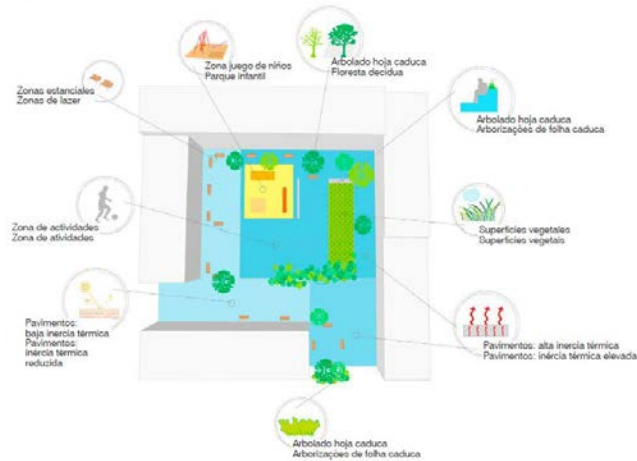 Zona juego de niños
Parque infantil
Arbolado hoja caduca
Floresta decidua
Zonas estanciales
Zonas de lazer
Arbolado hoja caduca
Arborizações de folha caduca
Zona de actividades
Zona de atividades
Superficies vegetales
Superfícies vegetais
Pavimentos:
baja inercia térmica
Pavimentos:
inércia térmica
reduzida
Pavimentos: alta inercia térmica
Pavimentos: inércia térmica elevada
Arbolado hoja caduca
Arborizações de folha caduca